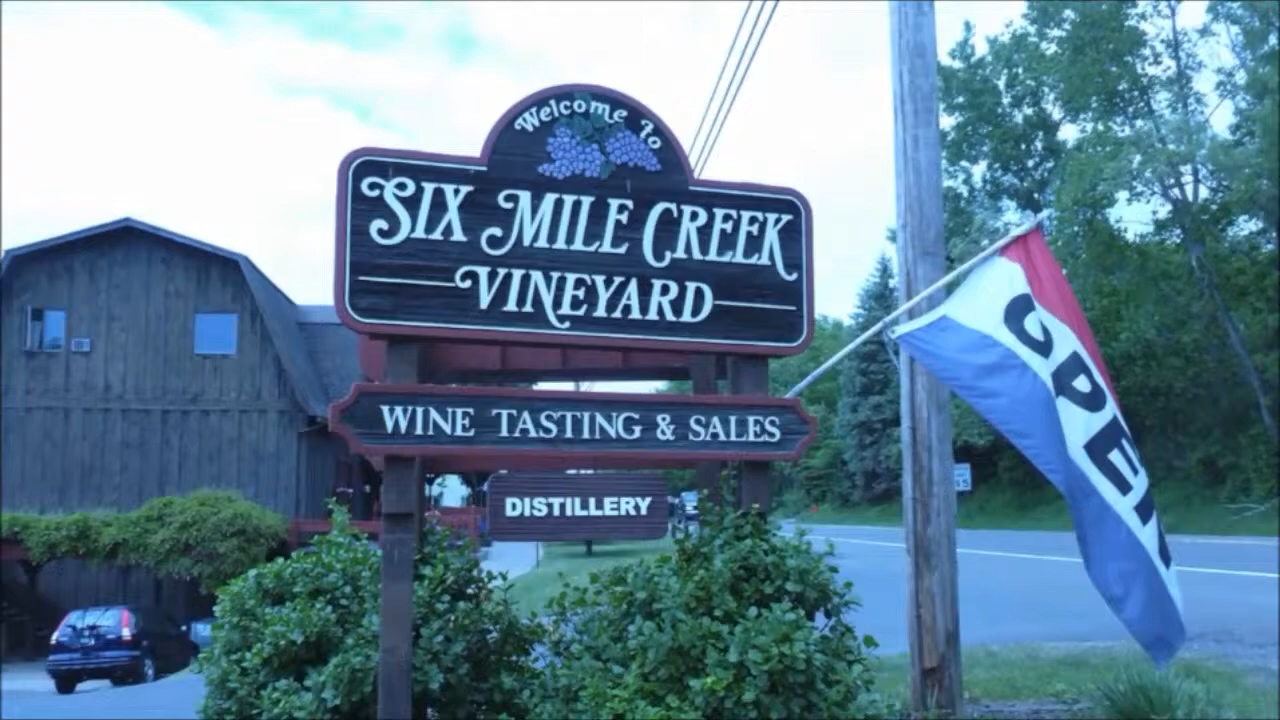 Welcome To
SIX MILE CREEK
VINEYARD
WINE TASTING & SALES
DISTILLERY
OPEN